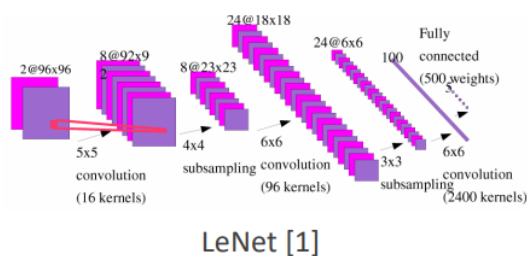 2@96x96
8@92x9
2
8@23x23
24@18x18
24@6x6
100
Fully
connected
(500 weights)
5
5x5
convolution
(16 kernels)
4x4
subsampling
6x6
convolution
(96 kernels)
3x3
subsampling
6x6
convolution
(2400 kernels)
LeNet [1]